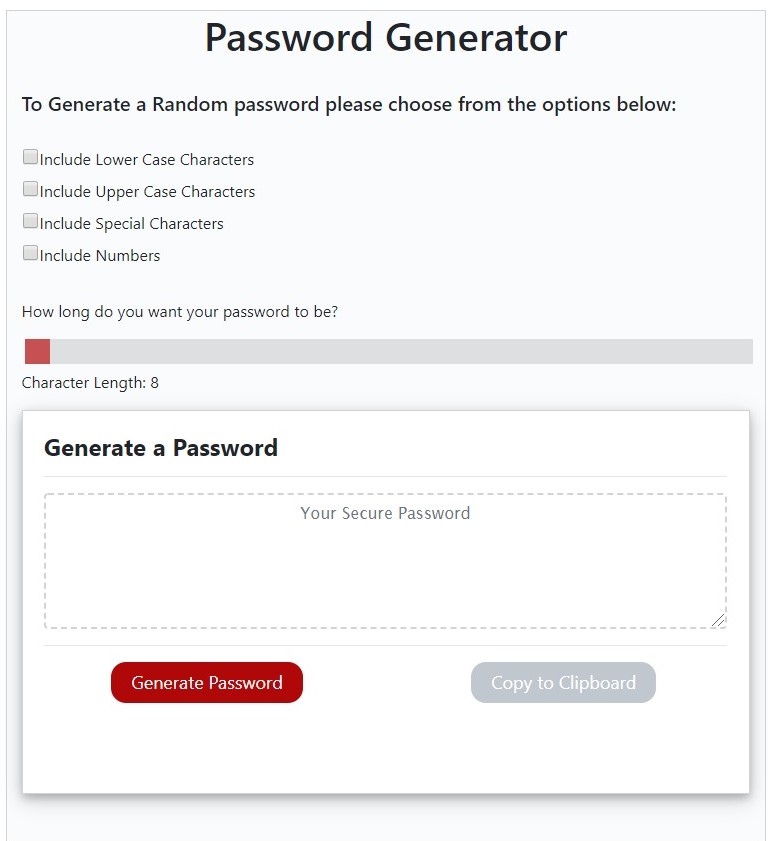 Password Generator
To Generate a Random password please choose from the options below:
Include Lower Case Characters
Include Upper Case Characters
Include Special Characters
Include Numbers
How long do you want your password to be?
Character Length: 8
Generate a Password
Your Secure Password
Generate Password
Copy to Clipboard